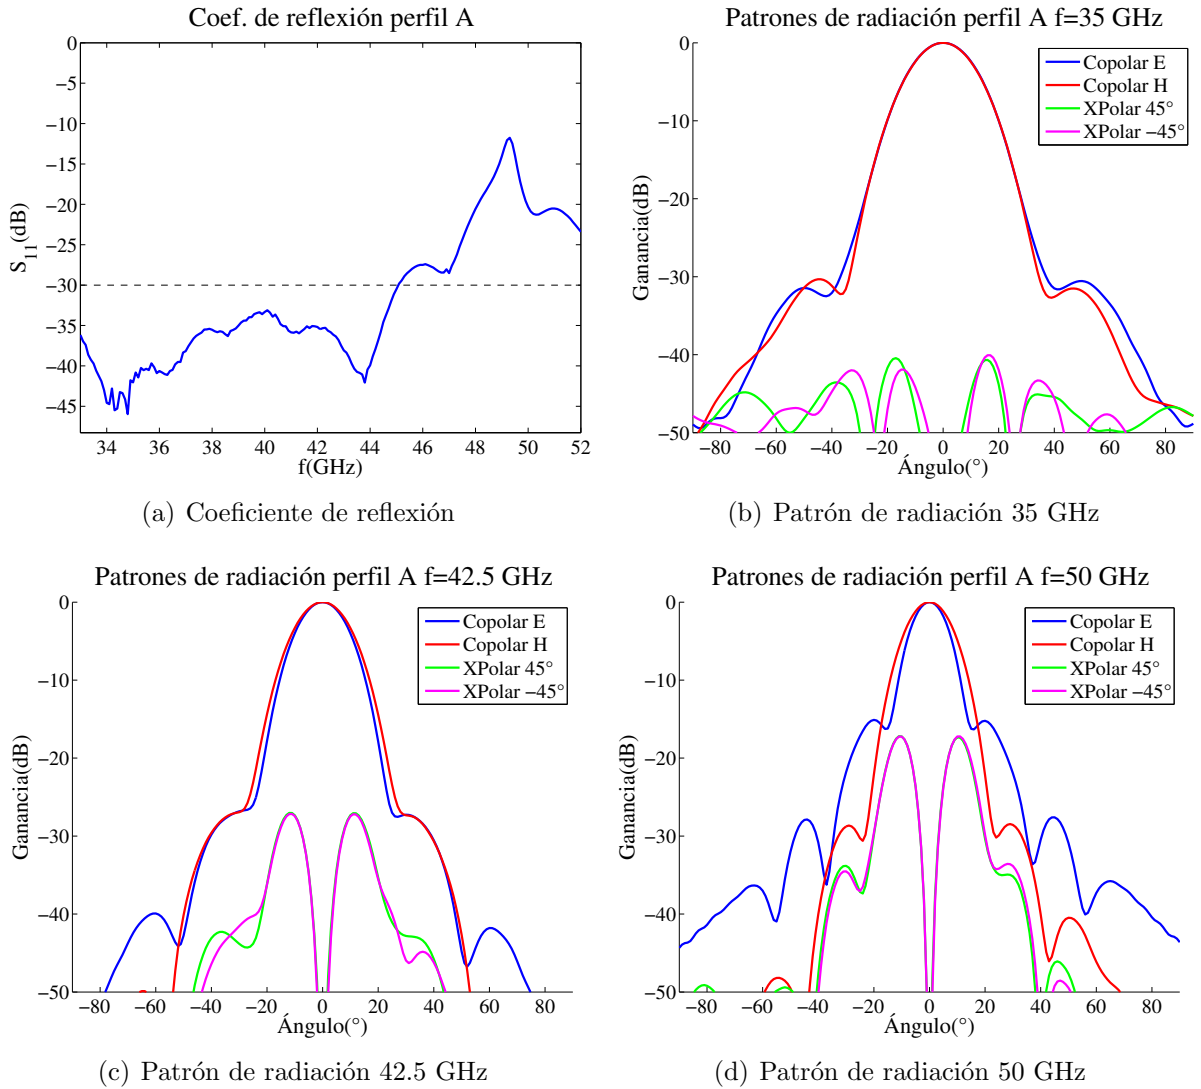 Coef. de reflexión perfil A
0
−5
−10
−15
−20
−25
−30
−35
−40
−45
S11(dB)
34 36 38 40 42 44 46 48 50 52
f(GHz)
(a) Coeficiente de reflexión
Patrones de radiación perfil A f=35 GHz
Copolar E
Copolar H
XPolar 45°
XPolar −45°
0
−10
−20
−30
−40
−50
Ganancia(dB)
−80 −60 −40 −20 0 20 40 60 80
Ángulo(°)
(b) Patrón de radiación 35 GHz
Patrones de radiación perfil A f=42.5 GHz
Copolar E
Copolar H
XPolar 45°
XPolar −45°
0
−10
−20
−30
−40
−50
Ganancia(dB)
−80 −60 −40 −20 0 20 40 60 80
Ángulo(°)
(c) Patrón de radiación 42.5 GHz
Patrones de radiación perfil A f=50 GHz
Copolar E
Copolar H
XPolar 45°
XPolar −45°
0
−10
−20
−30
−40
−50
Ganancia(dB)
−80 −60 −40 −20 0 20 40 60 80
Ángulo(°)
(d) Patrón de radiación 50 GHz